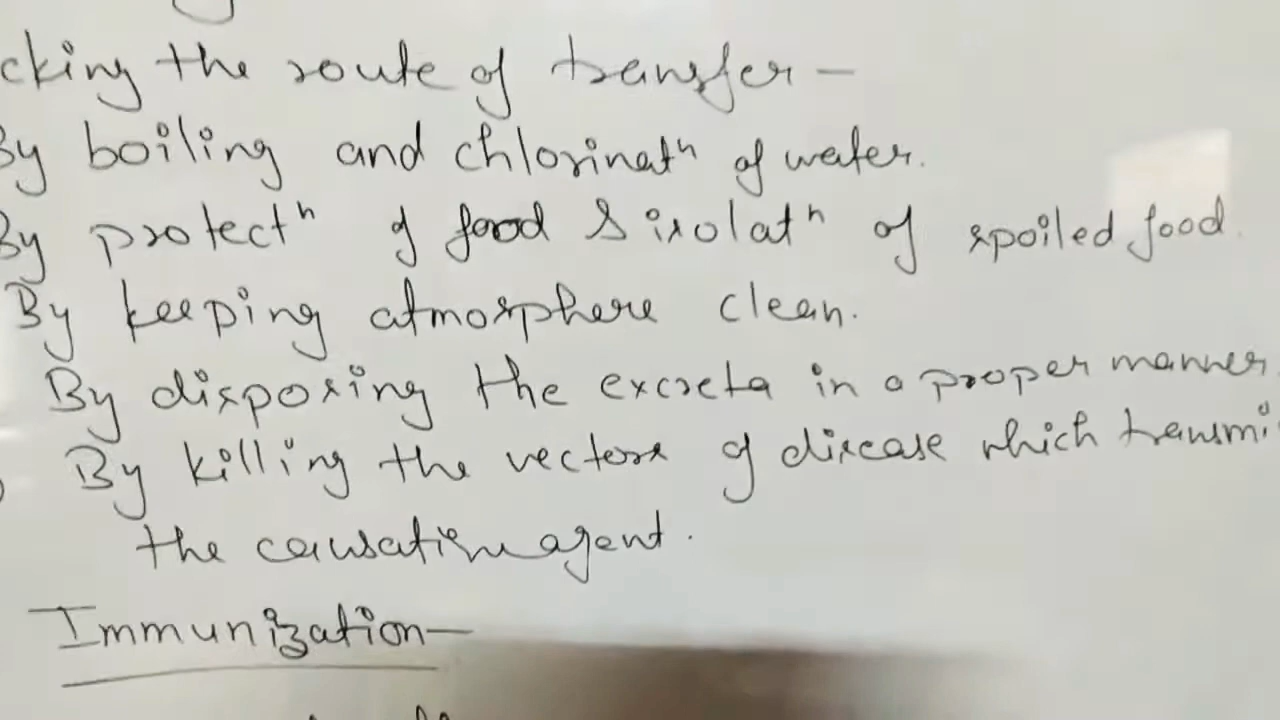 cking the route of transfer –
By boiling and chlorinatⁿ of water.
By protectⁿ of food & isolatⁿ of spoiled food.
By keeping atmosphere clean.
By disposing the excreta in a proper manner
By killing the vectors of disease which transmi
the causative agent.
Immunization –